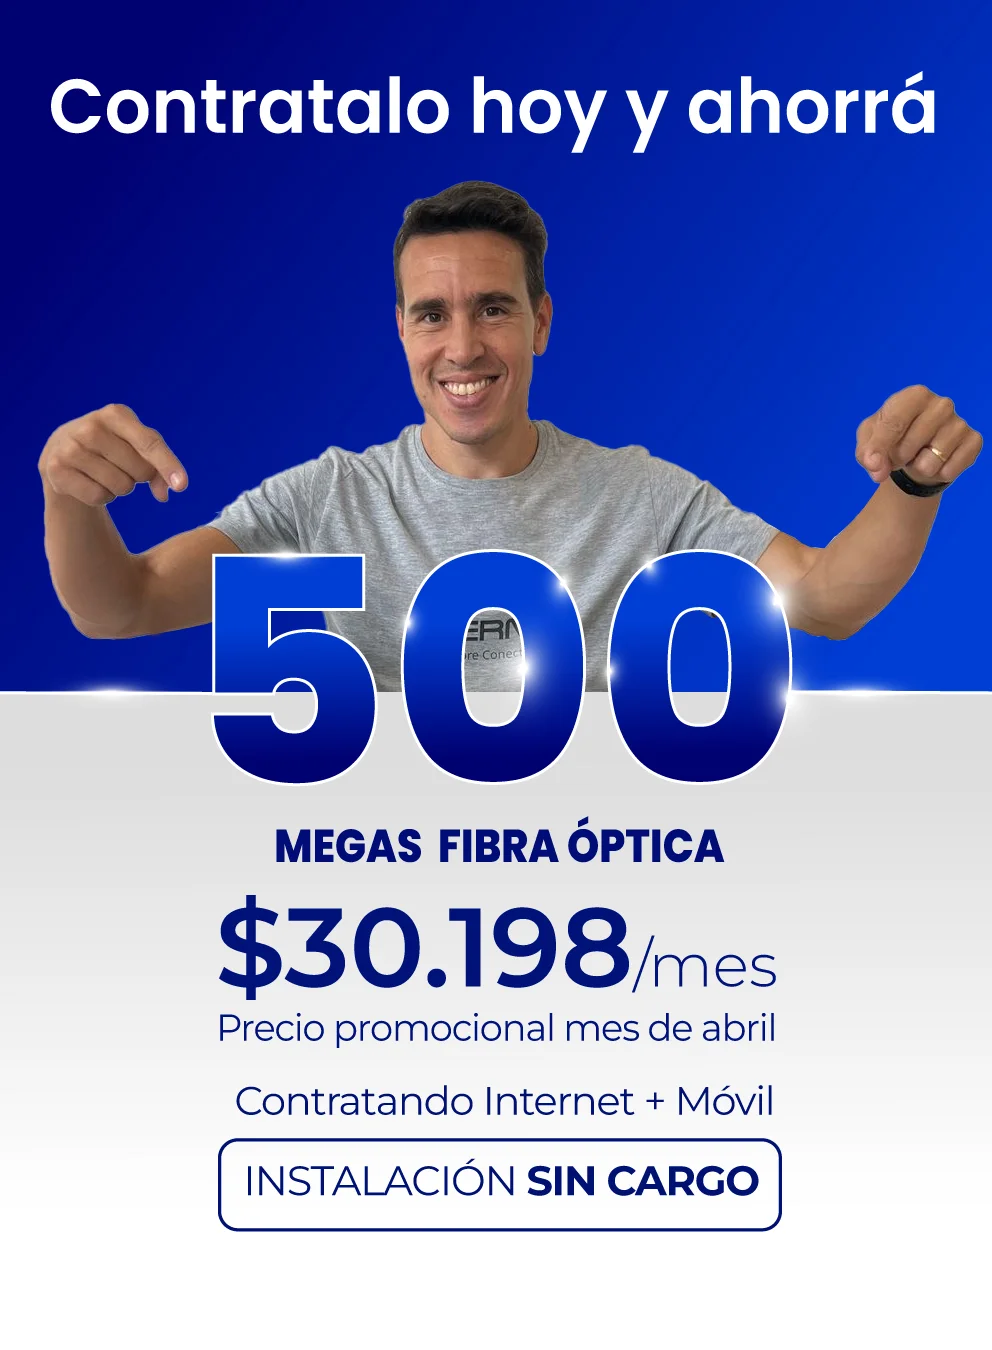 Contratalo hoy y ahorrá
500
MEGAS FIBRA ÓPTICA
$30.198/mes
Precio promocional mes de abril
Contratando Internet + Móvil
INSTALACIÓN SIN CARGO